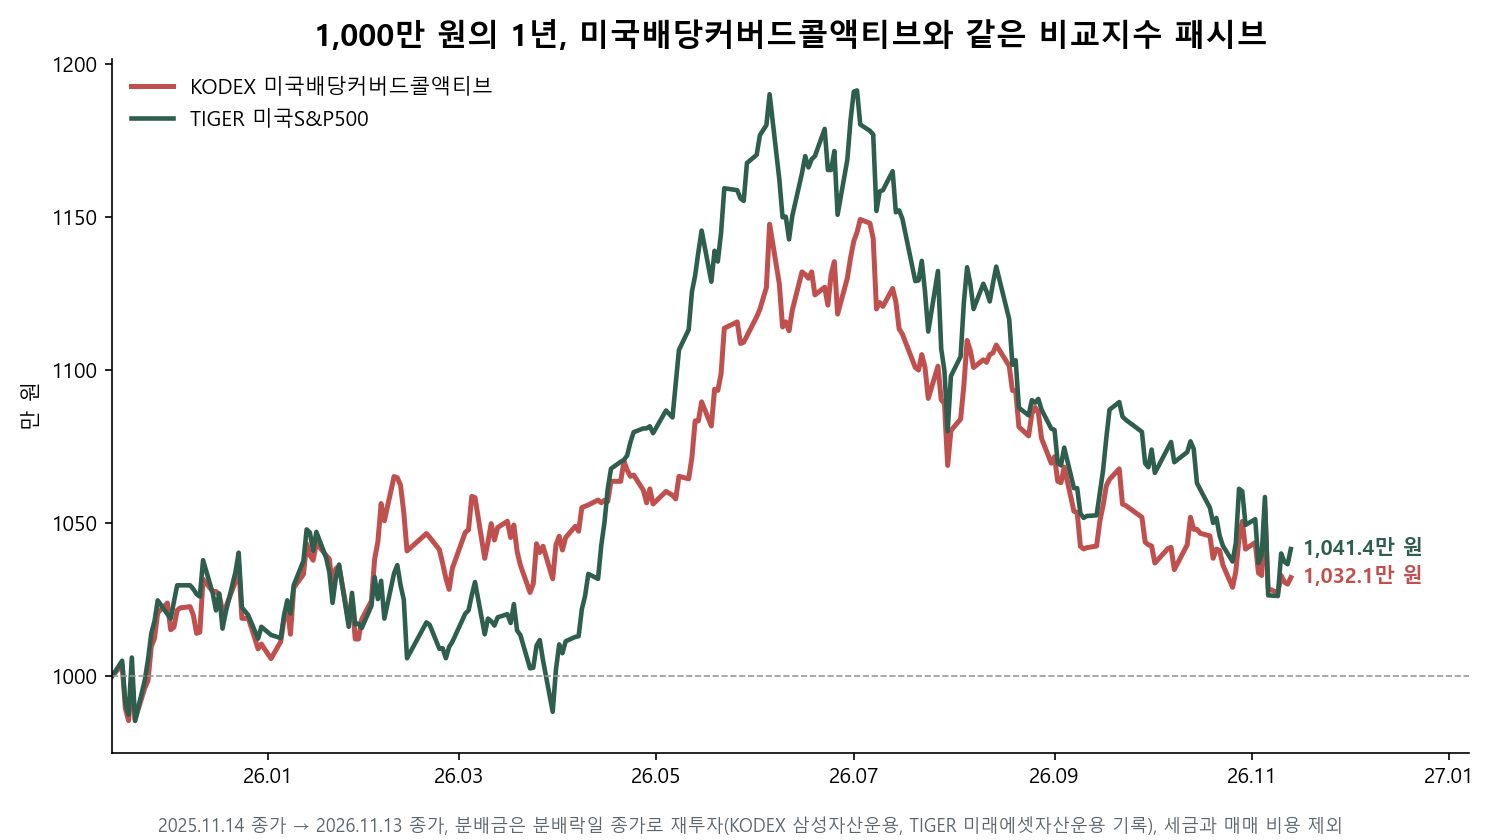 1,000만 원의 1년, 미국배당커버드콜액티브와 같은 비교지수 패시브
1200
KODEX 미국배당커버드콜액티브
TIGER 미국S&P500
1150
1100
만 원
1050
1,041.4만 원
1,032.1만 원
1000
26.01 26.03 26.05 26.07 26.09 26.11 27.01
2025.11.14 종가 → 2026.11.13 종가, 분배금은 분배락일 종가로 재투자(KODEX 삼성자산운용, TIGER 미래에셋자산운용 기록), 세금과 매매 비용 제외